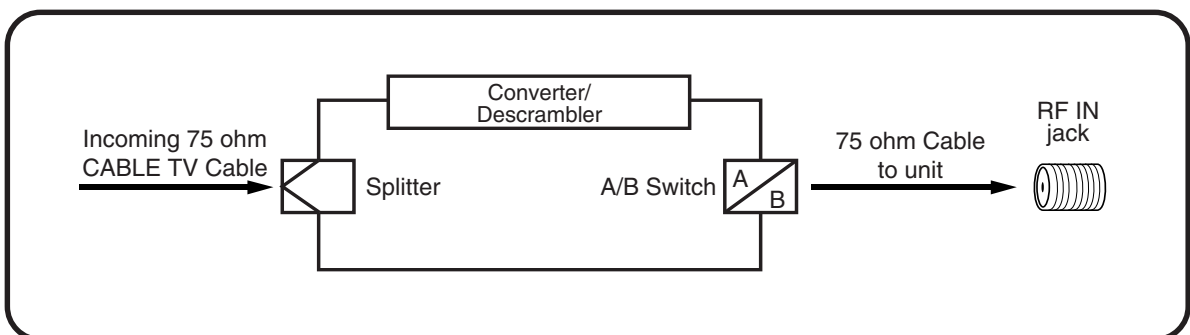 Converter/
Descrambler
Incoming 75 ohm
CABLE TV Cable
Splitter
A/B Switch
A
B
75 ohm Cable
to unit
RF IN
jack